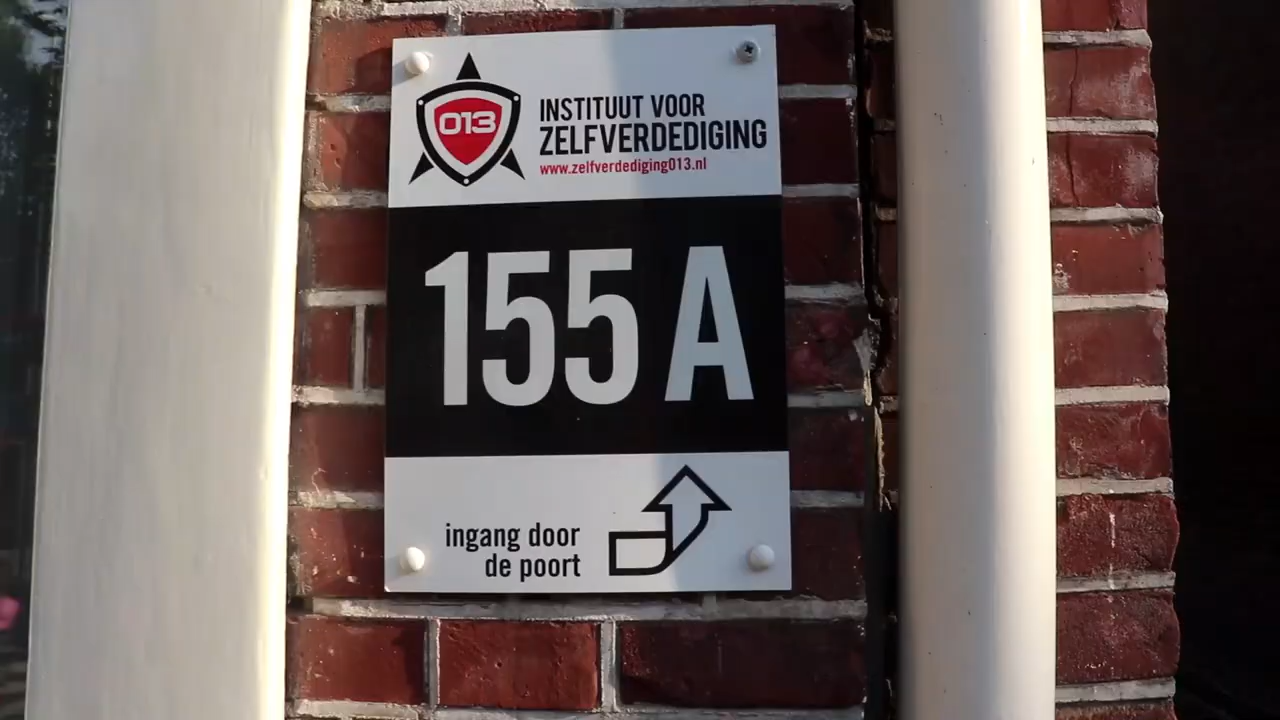 013
INSTITUUT VOOR
ZELFVERDEDIGING
www.zelfverdediging013.nl
155 A
ingang door
de poort